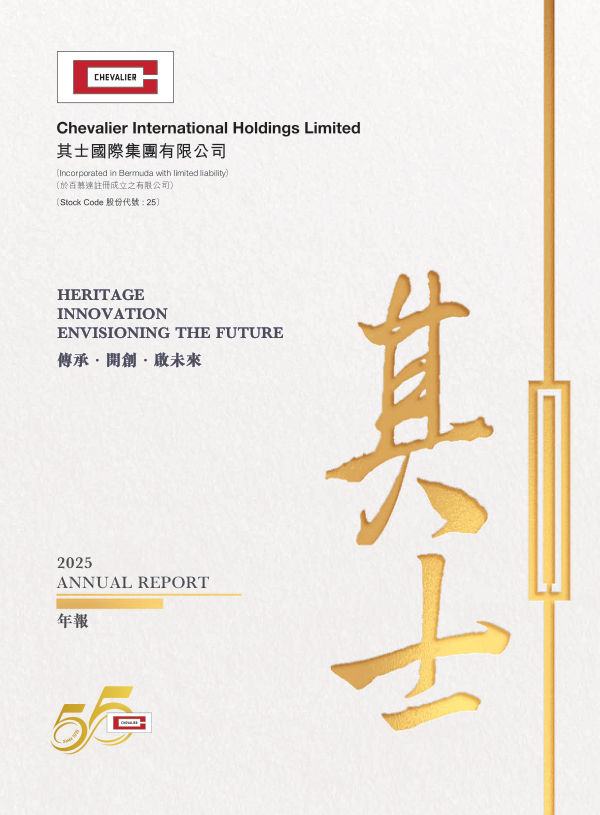 CHEVALIER
Chevalier International Holdings Limited
其士國際集團有限公司
(Incorporated in Bermuda with limited liability)
(於百慕達註冊成立之有限公司)
(Stock Code 股份代號 : 25)
HERITAGE
INNOVATION
ENVISIONING THE FUTURE
傳承 · 開創 · 啟未來
其士
2025
ANNUAL REPORT
年報
55
Since 1970
CHEVALIER